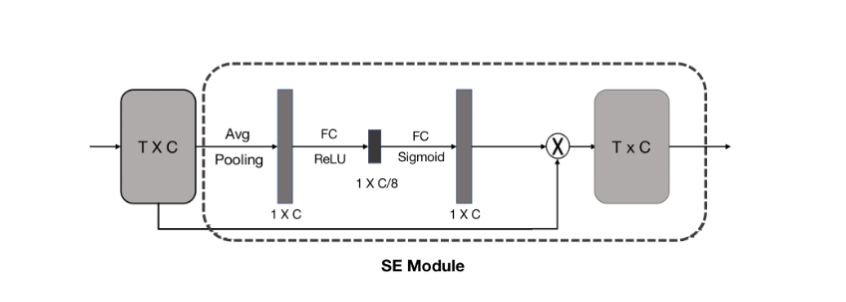 T X C
Avg
Pooling
1 X C
FC
ReLU
1 X C/8
FC
Sigmoid
1 X C
X
T x C
SE Module